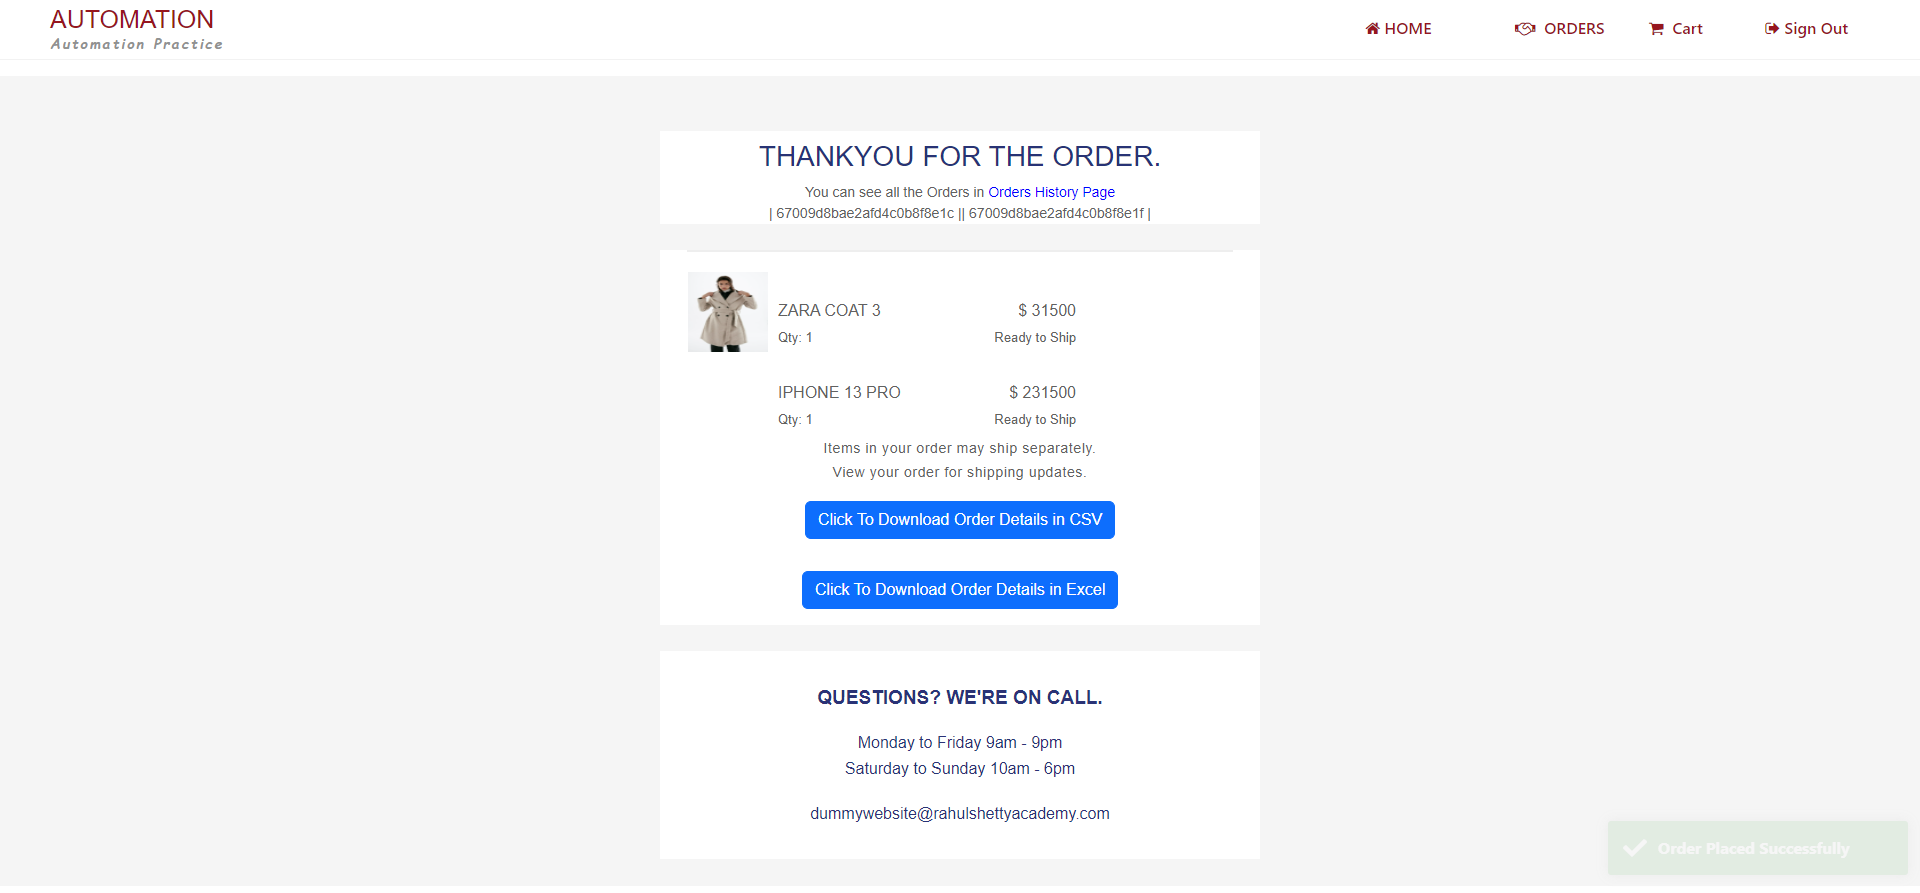 AUTOMATION
Automation Practice
HOME
ORDERS
Cart
Sign Out
THANKYOU FOR THE ORDER.
You can see all the Orders in Orders History Page
| 67009d8bae2afd4c0b8f8e1c || 67009d8bae2afd4c0b8f8e1f |
ZARA COAT 3
$ 31500
Qty: 1
Ready to Ship
IPHONE 13 PRO
$ 231500
Qty: 1
Ready to Ship
Items in your order may ship separately.
View your order for shipping updates.
Click To Download Order Details in CSV
Click To Download Order Details in Excel
QUESTIONS? WE'RE ON CALL.
Monday to Friday 9am - 9pm
Saturday to Sunday 10am - 6pm
dummywebsite@rahulshettyacademy.com
Order Placed Successfully